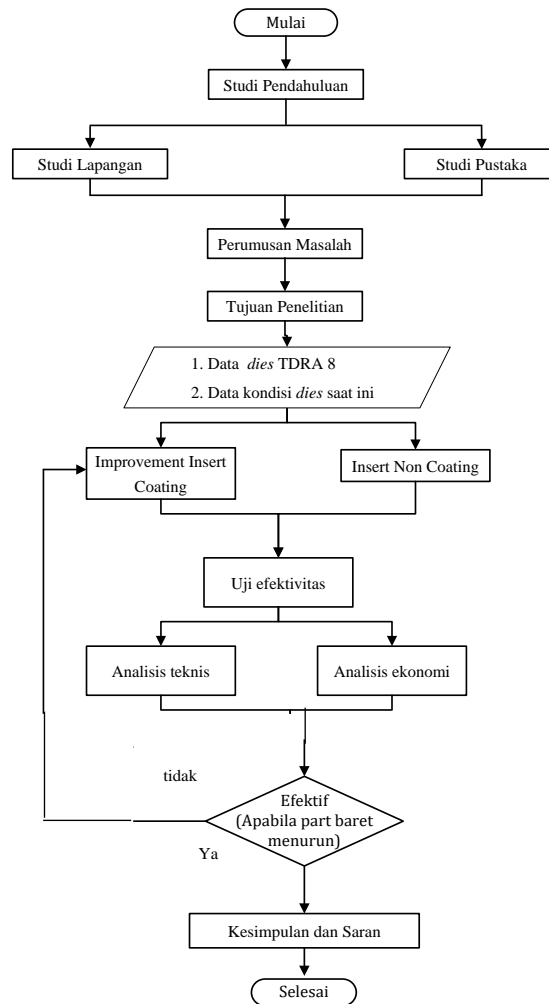 Mulai
Studi Pendahuluan
Studi Lapangan
Studi Pustaka
Perumusan Masalah
Tujuan Penelitian
1. Data dies TDRA 8
2. Data kondisi dies saat ini
Improvement Insert
Coating
Insert Non Coating
Uji efektivitas
Analisis teknis
Analisis ekonomi
tidak
Efektif
(Apabila part baret
menurun)
Ya
Kesimpulan dan Saran
Selesai